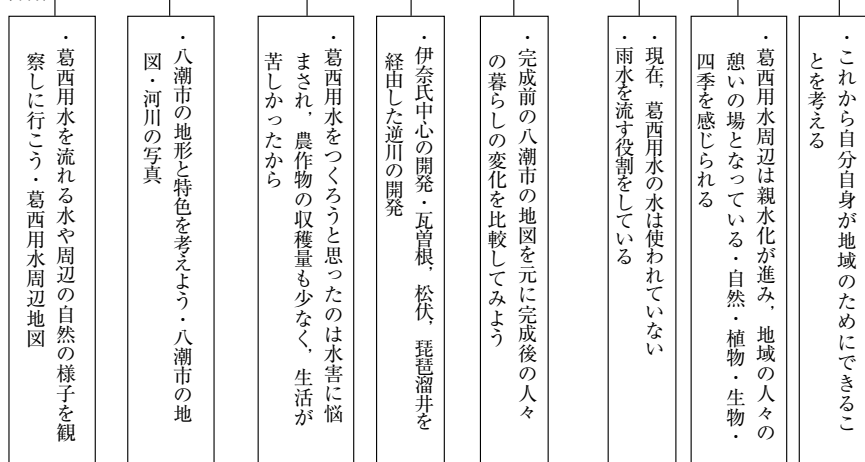 ・これから自分自身が地域のためにできるこ
とを考える
・葛西用水周辺は親水化が進み，地域の人々の
憩いの場となっている・自然・植物・生物・
四季を感じられる
・現在，葛西用水の水は使われていない
・雨水を流す役割をしている
・完成前の八潮市の地図を元に完成後の人々
の暮らしの変化を比較してみよう
・伊奈氏中心の開発・瓦曽根，松伏，琵琶溜井を
経由した逆川の開発
・葛西用水をつくろうと思ったのは水害に悩
まされ，農作物の収穫量も少なく，生活が
苦しかったから
・八潮市の地形と特色を考えよう・八潮市の地
図・河川の写真
・葛西用水を流れる水や周辺の自然の様子を観
察しに行こう・葛西用水周辺地図